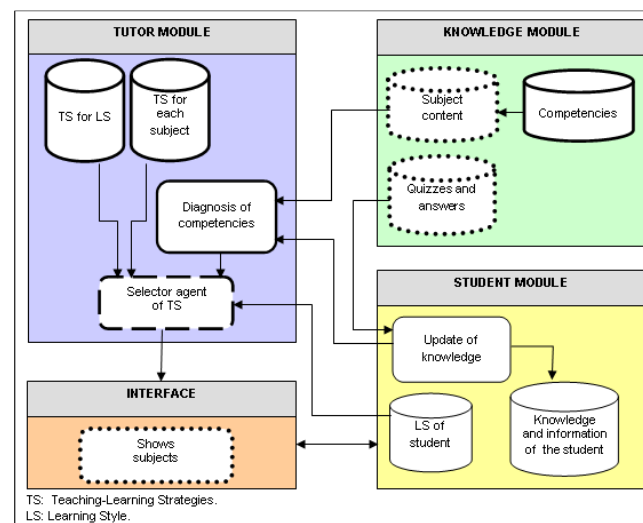 TUTOR MODULE
TS for LS
TS for
each
subject
Diagnosis of
competencies
Selector agent
of TS
KNOWLEDGE MODULE
Subject
content
Competencies
Quizzes and
answers
STUDENT MODULE
Update of
knowledge
LS of
student
Knowledge
and information
of the student
INTERFACE
Shows
subjects
TS: Teaching-Learning Strategies.
LS: Learning Style.